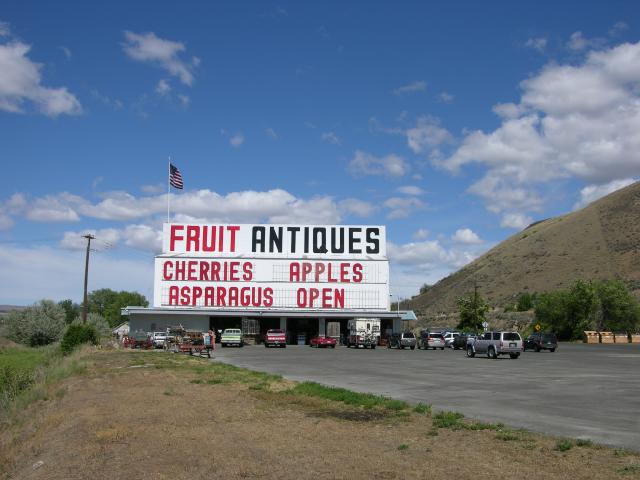 FRUIT ANTIQUES
CHERRIES APPLES
ASPARAGUS OPEN